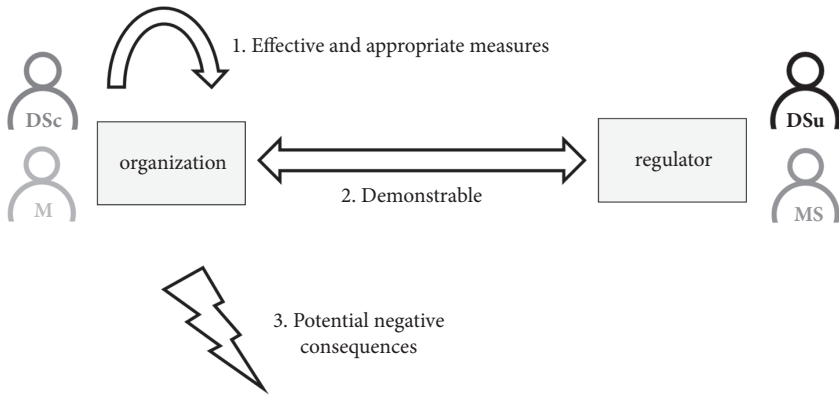 1. Effective and appropriate measures
DSc
organization
M
2. Demonstrable
regulator
DSu
MS
3. Potential negative
consequences